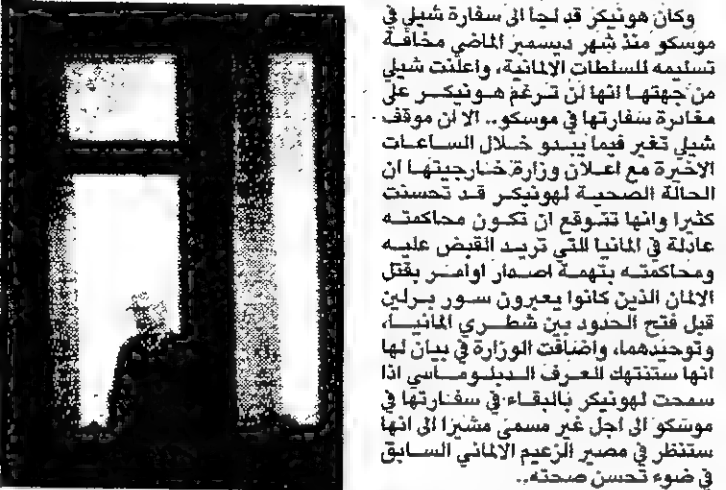 وكان هونيكر قد لجا الى سفارة شيلي في
موسكو منذ شهر ديسمبر الماضي مخافة
تسليمه للسلطات الالمانية، واعلنت شيلي
من جهتها انها لن ترغم هونيكر على
مغادرة سفارتها في موسكو.. الا ان موقف
شيلي تغير فيما يبدو خلال الساعات
الاخيرة مع اعلان وزارة خارجيتها ان
الحالة الصحية لهونيكر قد تحسنت
كثيرا وانها تتوقع ان تكون محاكمته
عادلة في المانيا التي تريد القبض عليه
ومحاكمته بتهمة اصدار اوامر بقتل
الالمان الذين كانوا يعبرون سور برلين
قبل فتح الحدود بين شطري المانيا،
وتوحيدهما، واضافت الوزارة في بيان لها
انها ستنتهك للعرف الدبلوماسي اذا
سمحت لهونيكر بالبقاء في سفارتها في
موسكو الى اجل غير مسمى مشيرا الى انها
ستنظر في مصير الزعيم الالماني السابق
في ضوء تحسن صحته..